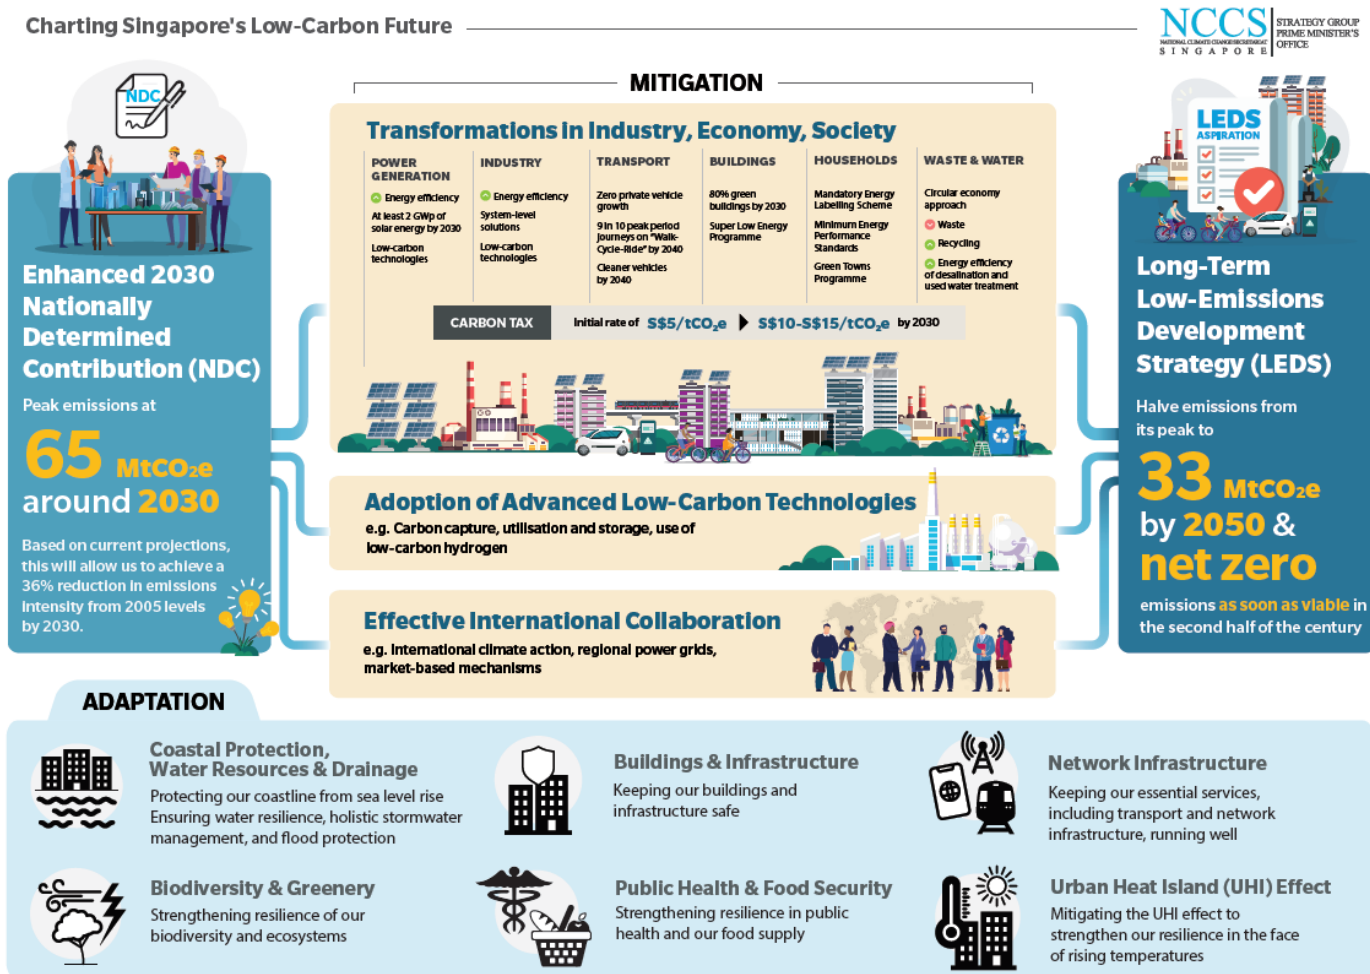 Charting Singapore's Low-Carbon Future
NCCS
NATIONAL CLIMATE CHANGE SECRETARIAT
SINGAPORE
STRATEGY GROUP
PRIME MINISTER'S
OFFICE
NDC
Enhanced 2030
Nationally
Determined
Contribution (NDC)
Peak emissions at
65 MtCO₂e
around 2030
Based on current projections,
this will allow us to achieve a
36% reduction in emissions
intensity from 2005 levels
by 2030.
MITIGATION
Transformations in Industry, Economy, Society
POWER
GENERATION
Energy efficiency
At least 2 GWp of
solar energy by 2030
Low-carbon
technologies
INDUSTRY
Energy efficiency
System-level
solutions
Low-carbon
technologies
TRANSPORT
Zero private vehicle
growth
9 in 10 peak period
journeys on "Walk-
Cycle-Ride" by 2040
Cleaner vehicles
by 2040
BUILDINGS
80% green
buildings by 2030
Super Low Energy
Programme
HOUSEHOLDS
Mandatory Energy
Labelling Scheme
Minimum Energy
Performance
Standards
Green Towns
Programme
WASTE & WATER
Circular economy
approach
Waste
Recycling
Energy efficiency
of desalination and
used water treatment
CARBON TAX
Initial rate of S$5/tCO₂e S$10-S$15/tCO₂e by 2030
Adoption of Advanced Low-Carbon Technologies
e.g. Carbon capture, utilisation and storage, use of
low-carbon hydrogen
Effective International Collaboration
e.g. International climate action, regional power grids,
market-based mechanisms
LEDS
ASPIRATION
Long-Term
Low-Emissions
Development
Strategy (LEDS)
Halve emissions from
its peak to
33 MtCO₂e
by 2050 &
net zero
emissions as soon as viable in
the second half of the century
ADAPTATION
Coastal Protection,
Water Resources & Drainage
Protecting our coastline from sea level rise
Ensuring water resilience, holistic stormwater
management, and flood protection
Buildings & Infrastructure
Keeping our buildings and
infrastructure safe
Network Infrastructure
Keeping our essential services,
including transport and network
infrastructure, running well
Biodiversity & Greenery
Strengthening resilience of our
biodiversity and ecosystems
Public Health & Food Security
Strengthening resilience in public
health and our food supply
Urban Heat Island (UHI) Effect
Mitigating the UHI effect to
strengthen our resilience in the face
of rising temperatures